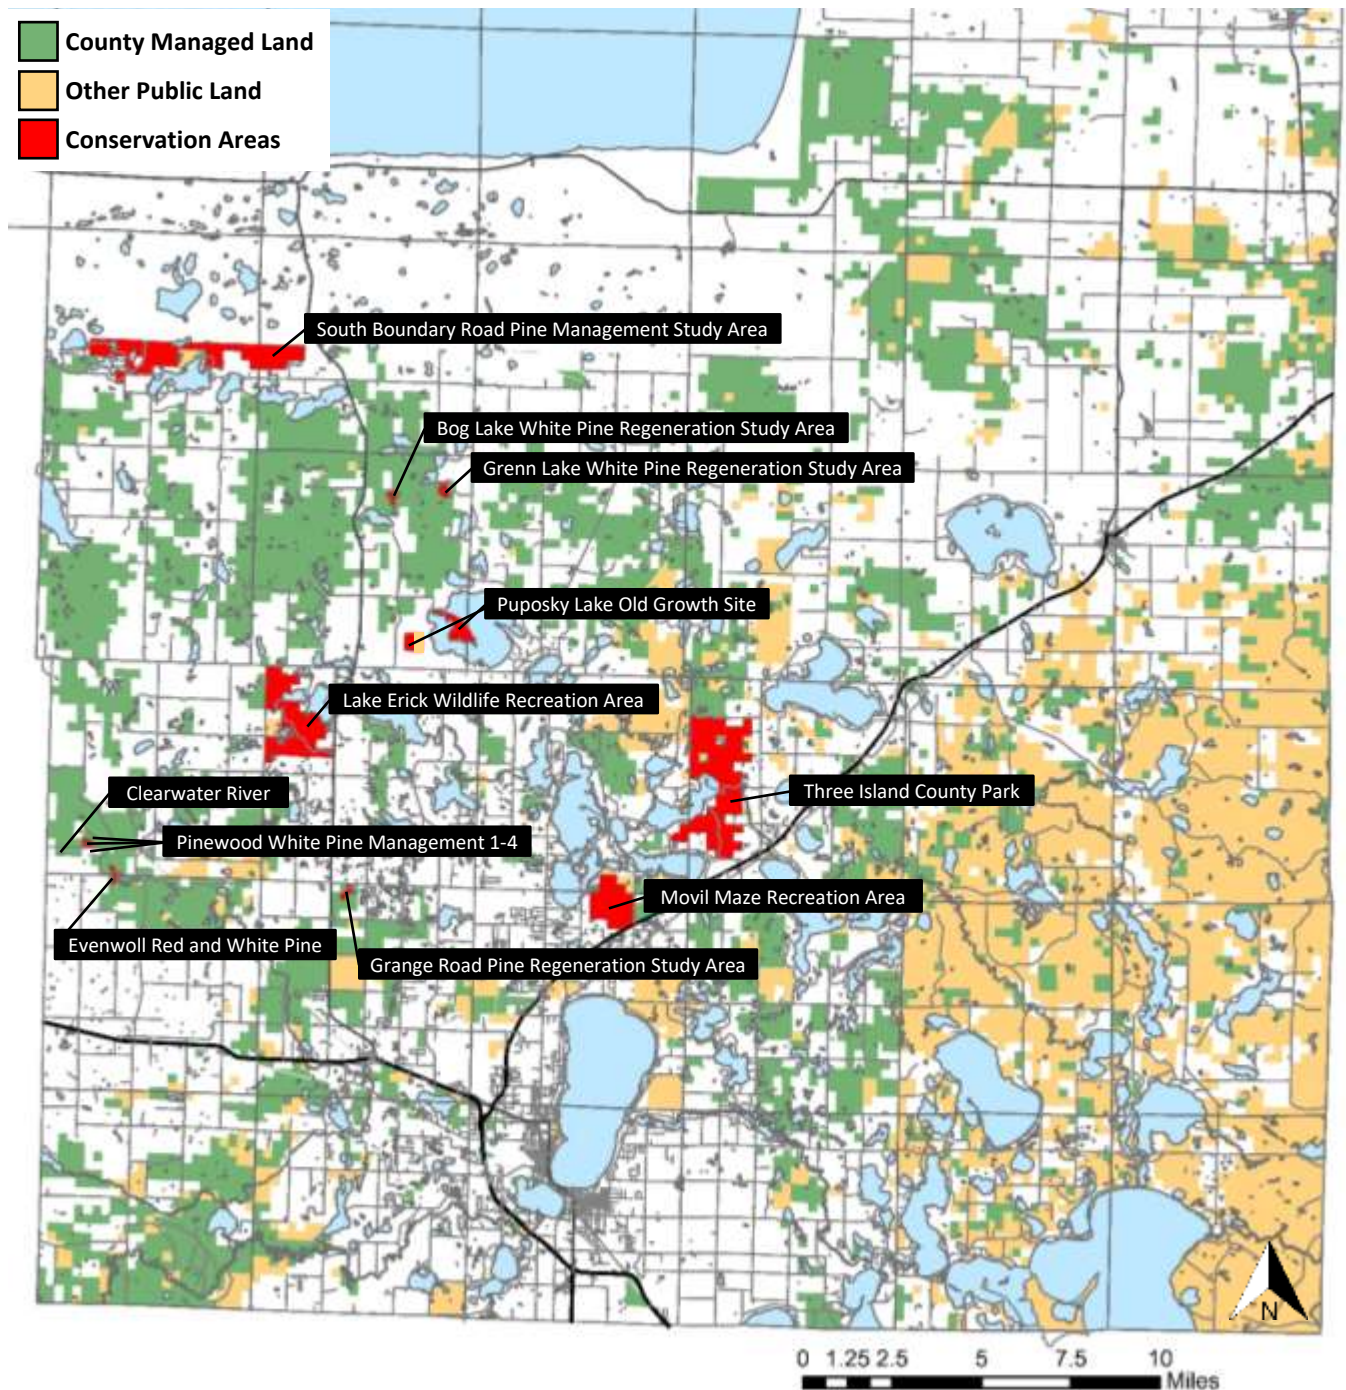 County Managed Land
Other Public Land
Conservation Areas
South Boundary Road Pine Management Study Area
Bog Lake White Pine Regeneration Study Area
Grenn Lake White Pine Regeneration Study Area
Puposky Lake Old Growth Site
Lake Erick Wildlife Recreation Area
Clearwater River
Three Island County Park
Pinewood White Pine Management 1-4
Movil Maze Recreation Area
Evenwoll Red and White Pine
Grange Road Pine Regeneration Study Area
N
0 1.25 2.5 5 7.5 10
Miles